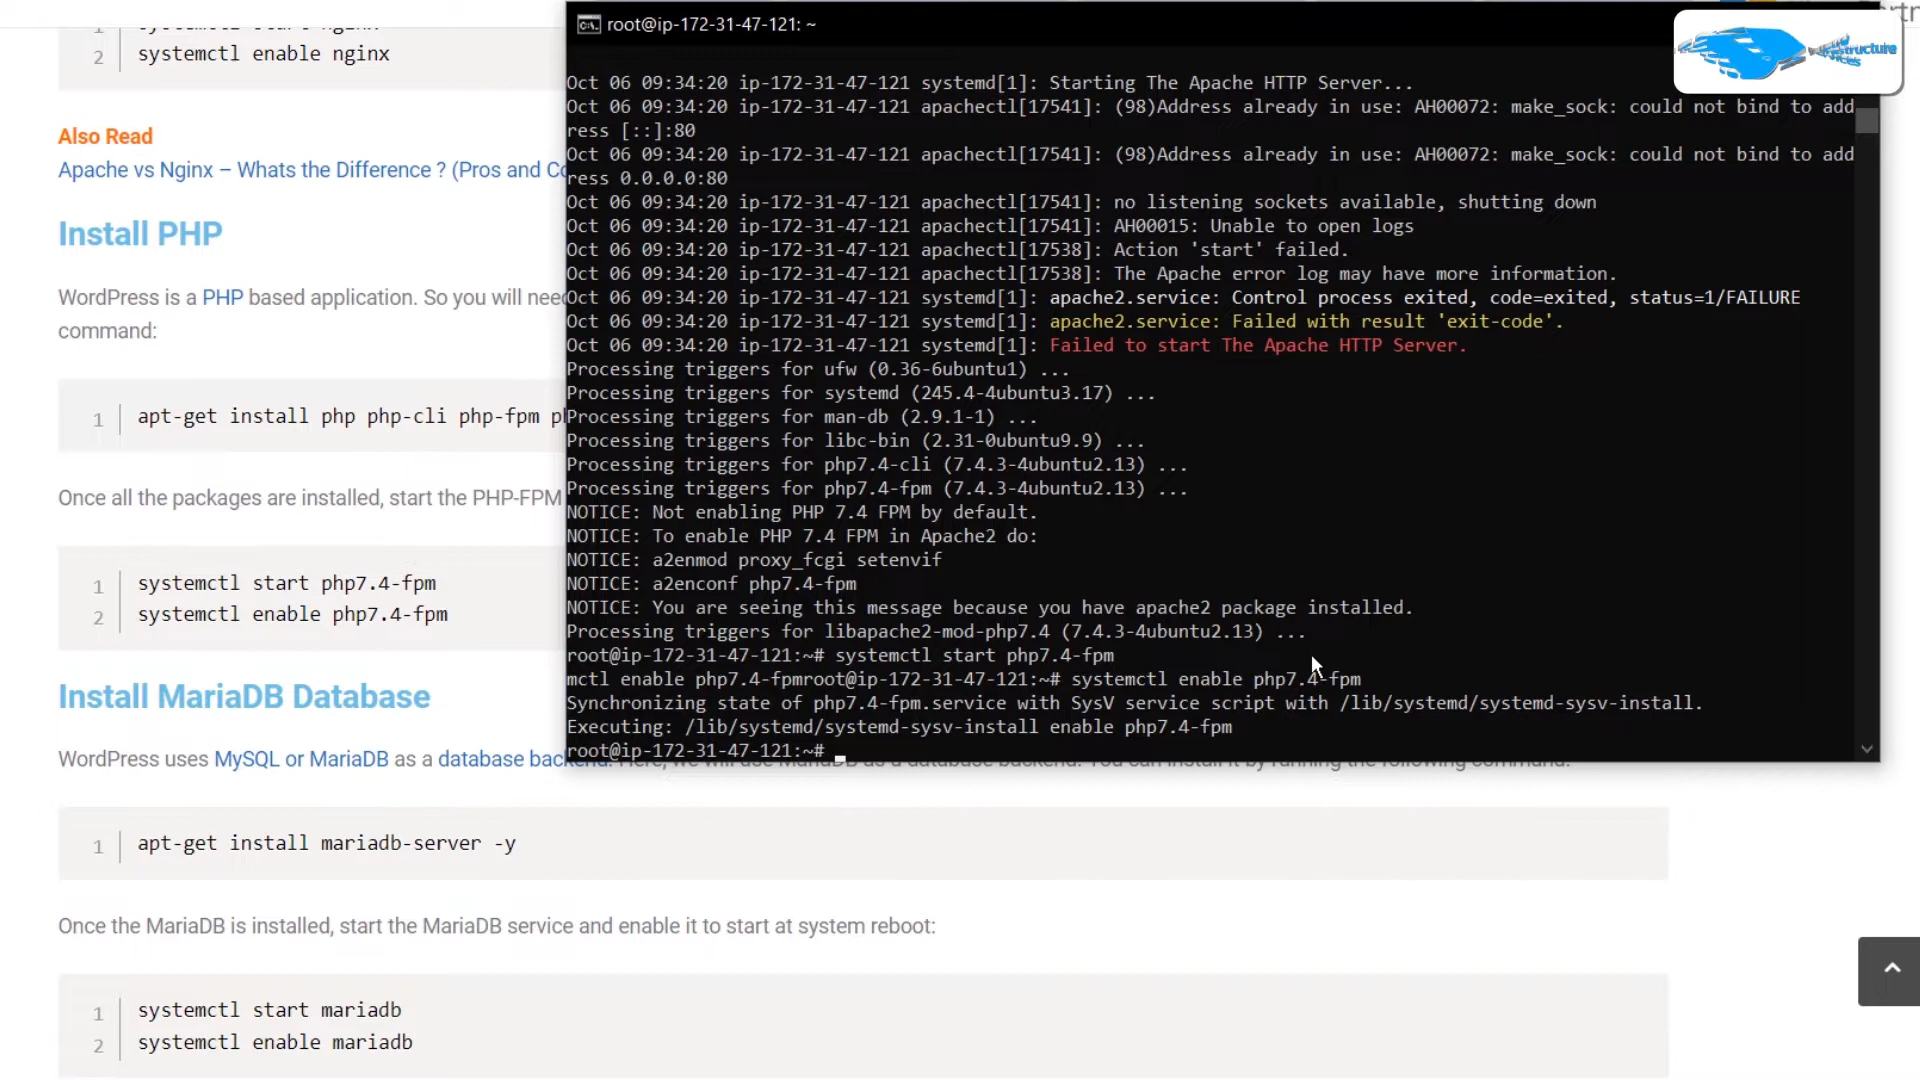 systemctl start nginx
2 systemctl enable nginx
Also Read
Apache vs Nginx – Whats the Difference ? (Pros and Co
Install PHP
WordPress is a PHP based application. So you will need
command:
1 apt-get install php php-cli php-fpm p
Once all the packages are installed, start the PHP-FPM
1 systemctl start php7.4-fpm
2 systemctl enable php7.4-fpm
Install MariaDB Database
WordPress uses MySQL or MariaDB as a database backend. Here, we will use MariaDB as a database backend. You can install it by running the following command:
1 apt-get install mariadb-server -y
Once the MariaDB is installed, start the MariaDB service and enable it to start at system reboot:
1 systemctl start mariadb
2 systemctl enable mariadb
root@ip-172-31-47-121: ~
Oct 06 09:34:20 ip-172-31-47-121 systemd[1]: Starting The Apache HTTP Server...
Oct 06 09:34:20 ip-172-31-47-121 apachectl[17541]: (98)Address already in use: AH00072: make_sock: could not bind to add
ress [::]:80
Oct 06 09:34:20 ip-172-31-47-121 apachectl[17541]: (98)Address already in use: AH00072: make_sock: could not bind to add
ress 0.0.0.0:80
Oct 06 09:34:20 ip-172-31-47-121 apachectl[17541]: no listening sockets available, shutting down
Oct 06 09:34:20 ip-172-31-47-121 apachectl[17541]: AH00015: Unable to open logs
Oct 06 09:34:20 ip-172-31-47-121 apachectl[17538]: Action 'start' failed.
Oct 06 09:34:20 ip-172-31-47-121 apachectl[17538]: The Apache error log may have more information.
Oct 06 09:34:20 ip-172-31-47-121 systemd[1]: apache2.service: Control process exited, code=exited, status=1/FAILURE
Oct 06 09:34:20 ip-172-31-47-121 systemd[1]: apache2.service: Failed with result 'exit-code'.
Oct 06 09:34:20 ip-172-31-47-121 systemd[1]: Failed to start The Apache HTTP Server.
Processing triggers for ufw (0.36-6ubuntu1) ...
Processing triggers for systemd (245.4-4ubuntu3.17) ...
Processing triggers for man-db (2.9.1-1) ...
Processing triggers for libc-bin (2.31-0ubuntu9.9) ...
Processing triggers for php7.4-cli (7.4.3-4ubuntu2.13) ...
Processing triggers for php7.4-fpm (7.4.3-4ubuntu2.13) ...
NOTICE: Not enabling PHP 7.4 FPM by default.
NOTICE: To enable PHP 7.4 FPM in Apache2 do:
NOTICE: a2enmod proxy_fcgi setenvif
NOTICE: a2enconf php7.4-fpm
NOTICE: You are seeing this message because you have apache2 package installed.
Processing triggers for libapache2-mod-php7.4 (7.4.3-4ubuntu2.13) ...
root@ip-172-31-47-121:~# systemctl start php7.4-fpm
mctl enable php7.4-fpmroot@ip-172-31-47-121:~# systemctl enable php7.4-fpm
Synchronizing state of php7.4-fpm.service with SysV service script with /lib/systemd/systemd-sysv-install.
Executing: /lib/systemd/systemd-sysv-install enable php7.4-fpm
root@ip-172-31-47-121:~#